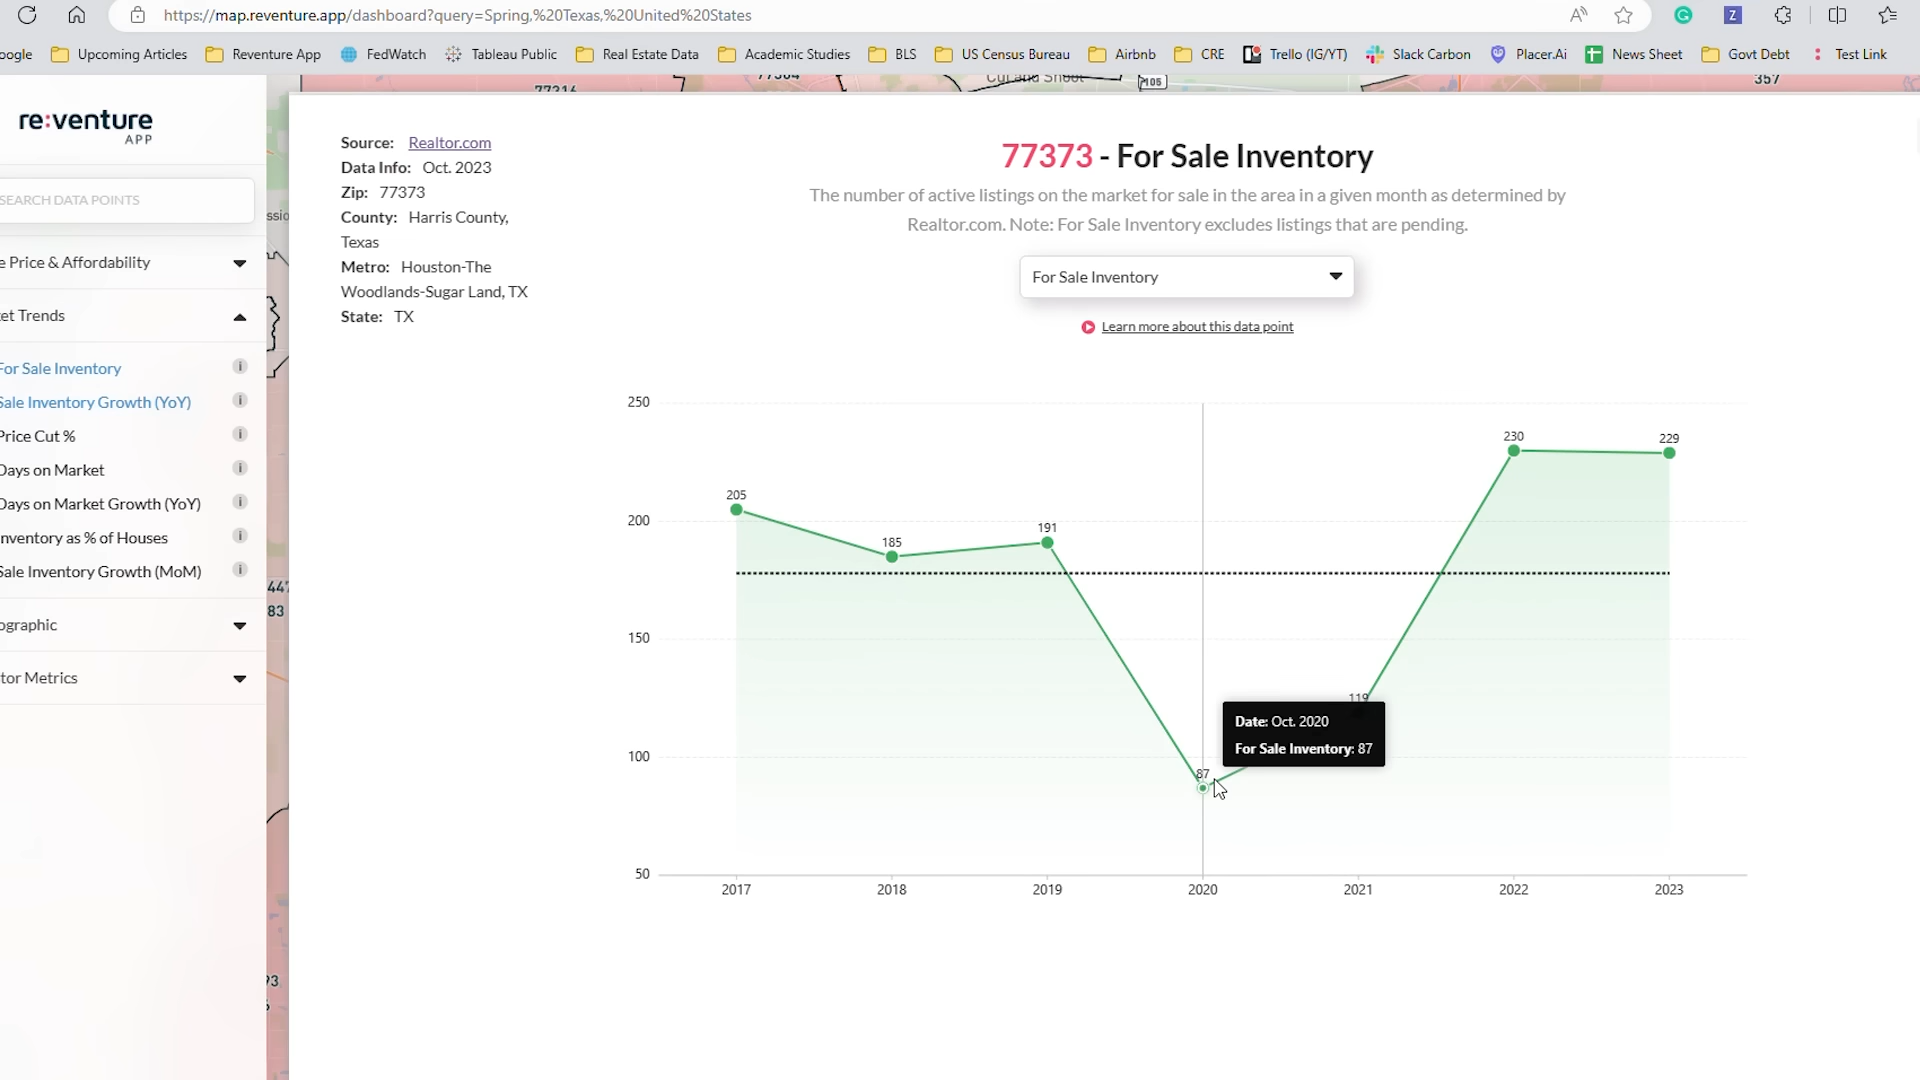 https://map.reventure.app/dashboard?query=Spring,%20Texas,%20United%20States
oogle
Upcoming Articles
Reventure App
FedWatch
Tableau Public
Real Estate Data
Academic Studies
BLS
US Census Bureau
Airbnb
CRE
Trello (IG/YT)
Slack Carbon
Placer.Ai
News Sheet
Govt Debt
Test Link
105
357
re:venture
APP
SEARCH DATA POINTS
e Price & Affordability
et Trends
For Sale Inventory
Sale Inventory Growth (YoY)
Price Cut %
Days on Market
Days on Market Growth (YoY)
nventory as % of Houses
Sale Inventory Growth (MoM)
ographic
tor Metrics
ssio
447
83
93
Source: Realtor.com
Data Info: Oct. 2023
Zip: 77373
County: Harris County,
Texas
Metro: Houston-The
Woodlands-Sugar Land, TX
State: TX
77373 - For Sale Inventory
The number of active listings on the market for sale in the area in a given month as determined by
Realtor.com. Note: For Sale Inventory excludes listings that are pending.
For Sale Inventory
Learn more about this data point
250
200
150
100
50
205
185
191
87
119
230
229
Date: Oct. 2020
For Sale Inventory: 87
2017
2018
2019
2020
2021
2022
2023